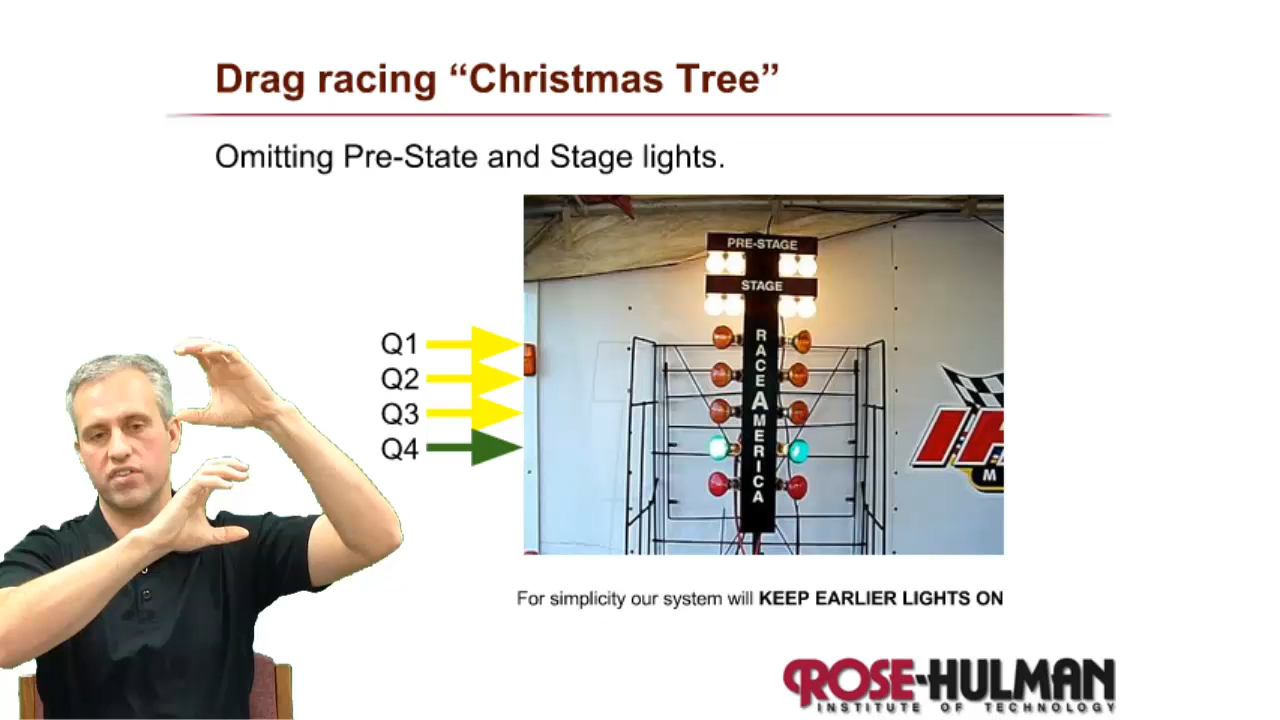 Drag racing “Christmas Tree”
Omitting Pre-State and Stage lights.
PRE-STAGE
STAGE
RACE AMERICA
Q1
Q2
Q3
Q4
M
For simplicity our system will KEEP EARLIER LIGHTS ON
ROSE-HULMAN
INSTITUTE OF TECHNOLOGY